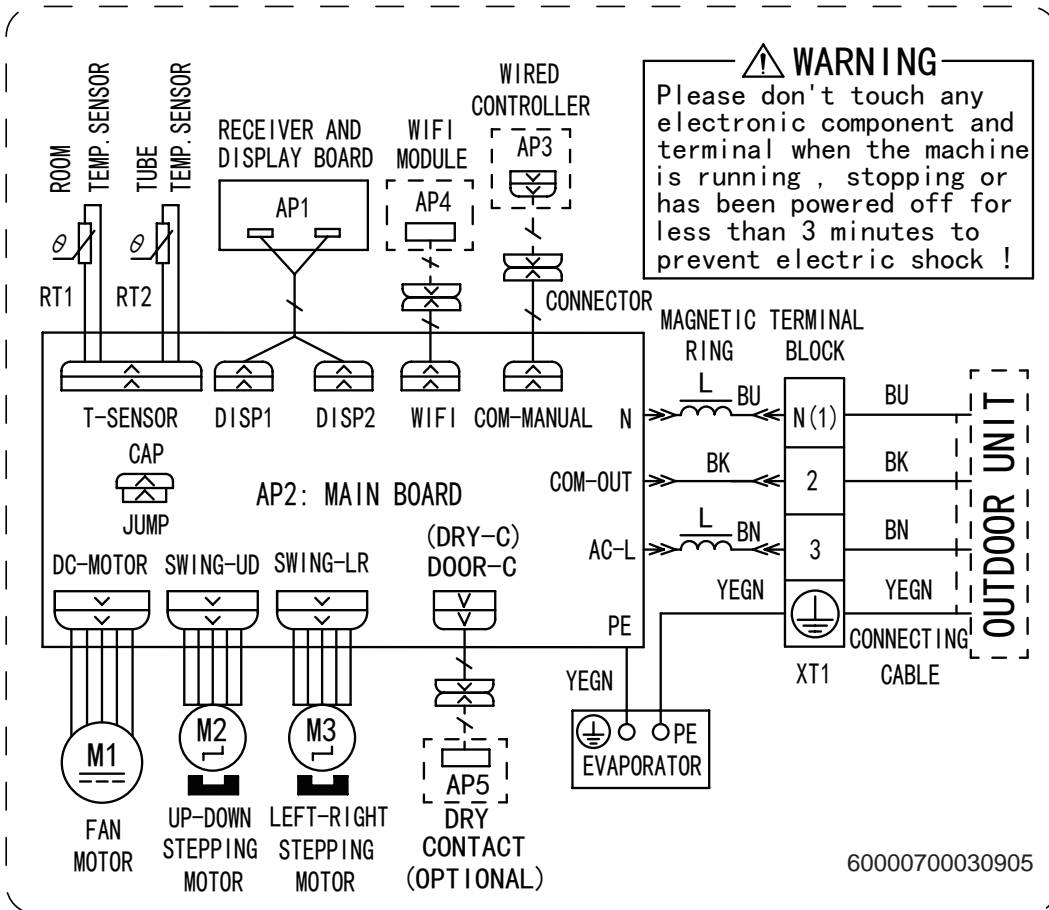 WARNING
Please don't touch any
electronic component and
terminal when the machine
is running , stopping or
has been powered off for
less than 3 minutes to
prevent electric shock !
ROOM
TEMP. SENSOR
TUBE
TEMP. SENSOR
RECEIVER AND
DISPLAY BOARD
WIFI
MODULE
WIRED
CONTROLLER
AP1
AP4
AP3
θ
θ
RT1
RT2
CONNECTOR
MAGNETIC
RING
TERMINAL
BLOCK
T-SENSOR
DISP1
DISP2
WIFI
COM-MANUAL
N
L
BU
N(1)
BU
CAP
JUMP
AP2: MAIN BOARD
COM-OUT
BK
2
BK
(DRY-C)
DOOR-C
AC-L
L
BN
3
BN
DC-MOTOR
SWING-UD
SWING-LR
PE
YEGN
YEGN
OUTDOOR UNIT
XT1
CONNECTING
CABLE
YEGN
PE
EVAPORATOR
M1
M2
M3
AP5
FAN
MOTOR
UP-DOWN
STEPPING
MOTOR
LEFT-RIGHT
STEPPING
MOTOR
DRY
CONTACT
(OPTIONAL)
60000700030905